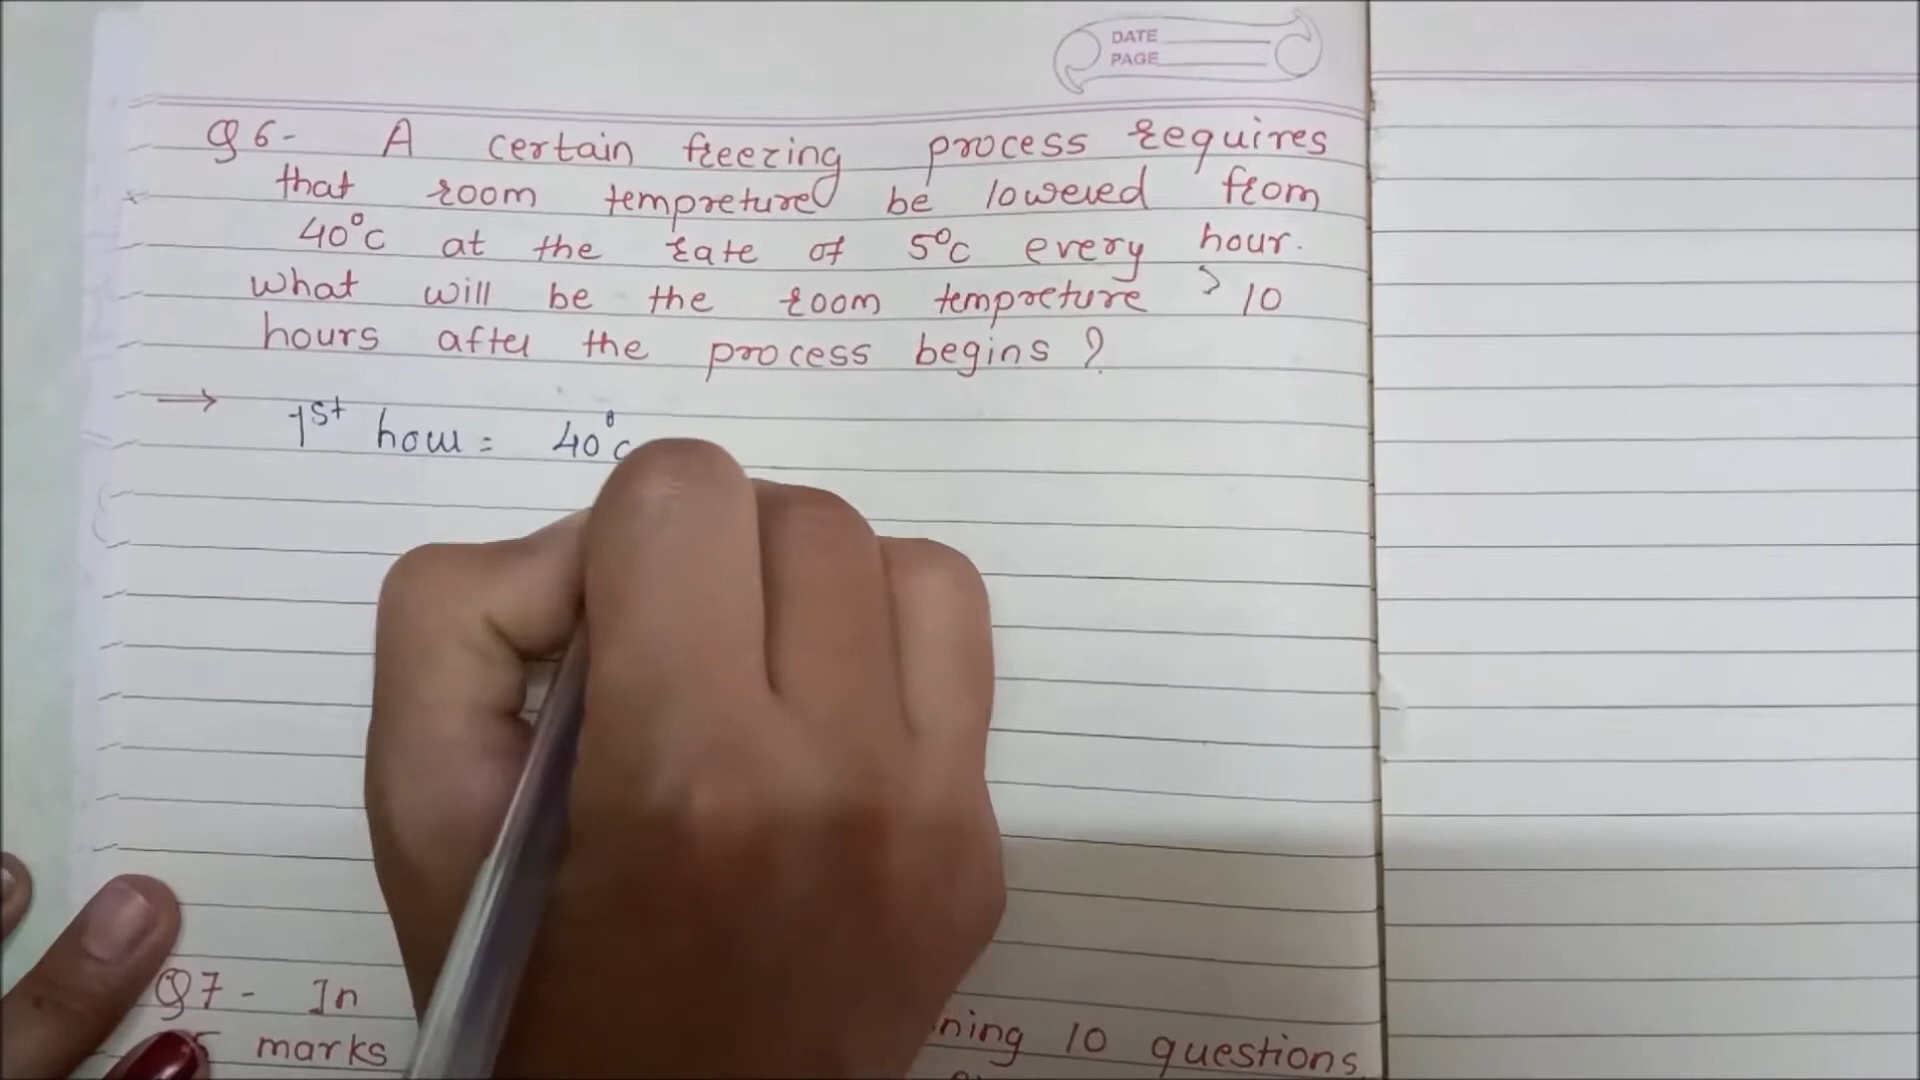 DATE
PAGE
Q6- A certain freezing process requires
that room tempreture be lowered from
40°c at the rate of 5°c every hour.
what will be the room tempreture > 10
hours after the process begins ?
→ 1st hour = 40°c
Q7- In
marks
ning 10 questions